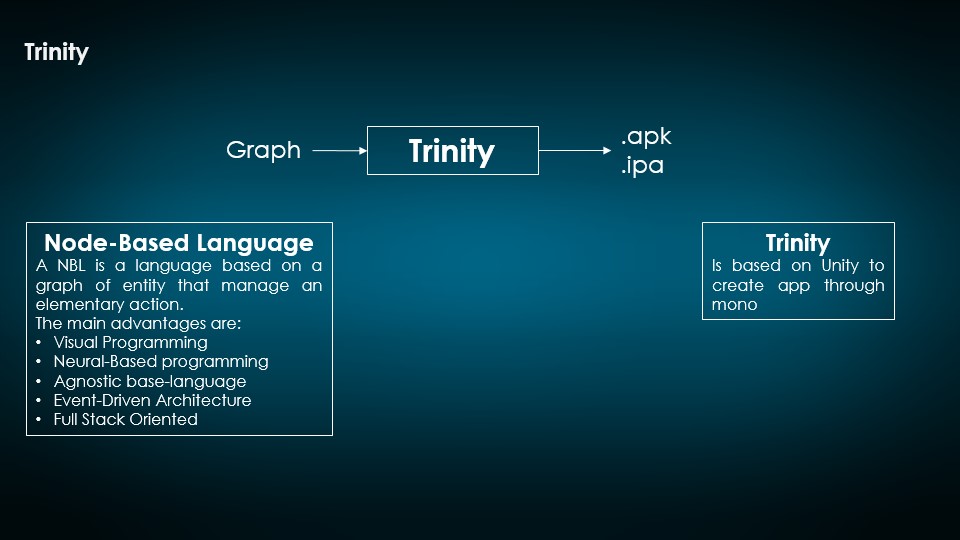 Trinity
Graph
Trinity
.apk
.ipa
Node-Based Language
A NBL is a language based on a
graph of entity that manage an
elementary action.
The main advantages are:
• Visual Programming
• Neural-Based programming
• Agnostic base-language
• Event-Driven Architecture
• Full Stack Oriented
Trinity
Is based on Unity to
create app through
mono